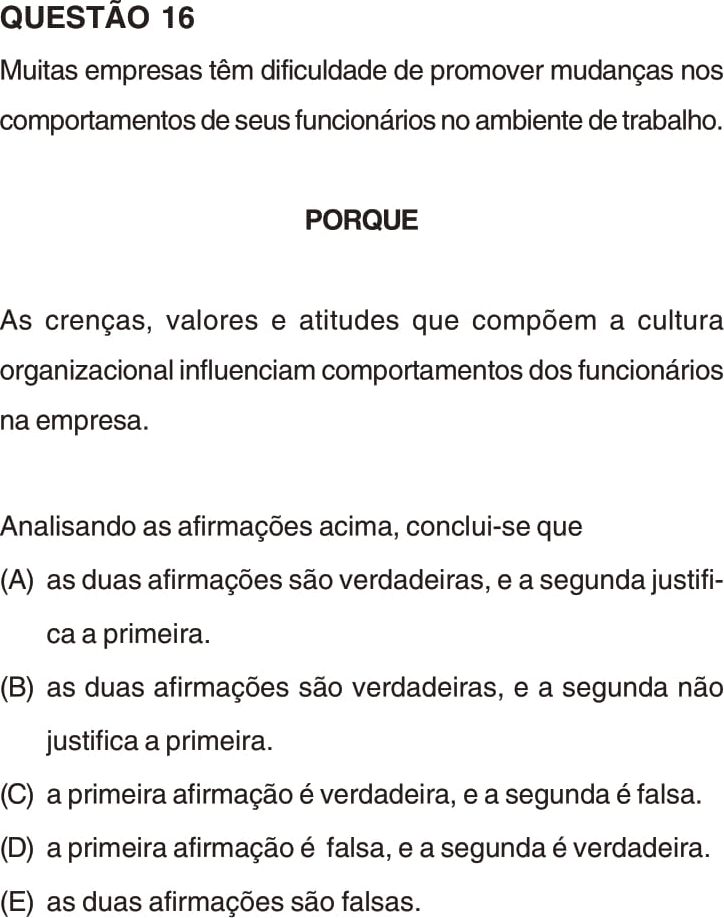 QUESTÃO 16
Muitas empresas têm dificuldade de promover mudanças nos
comportamentos de seus funcionários no ambiente de trabalho.
PORQUE
As crenças, valores e atitudes que compõem a cultura
organizacional influenciam comportamentos dos funcionários
na empresa.
Analisando as afirmações acima, conclui-se que
(A) as duas afirmações são verdadeiras, e a segunda justifi-
ca a primeira.
(B) as duas afirmações são verdadeiras, e a segunda não
justifica a primeira.
(C) a primeira afirmação é verdadeira, e a segunda é falsa.
(D) a primeira afirmação é falsa, e a segunda é verdadeira.
(E) as duas afirmações são falsas.